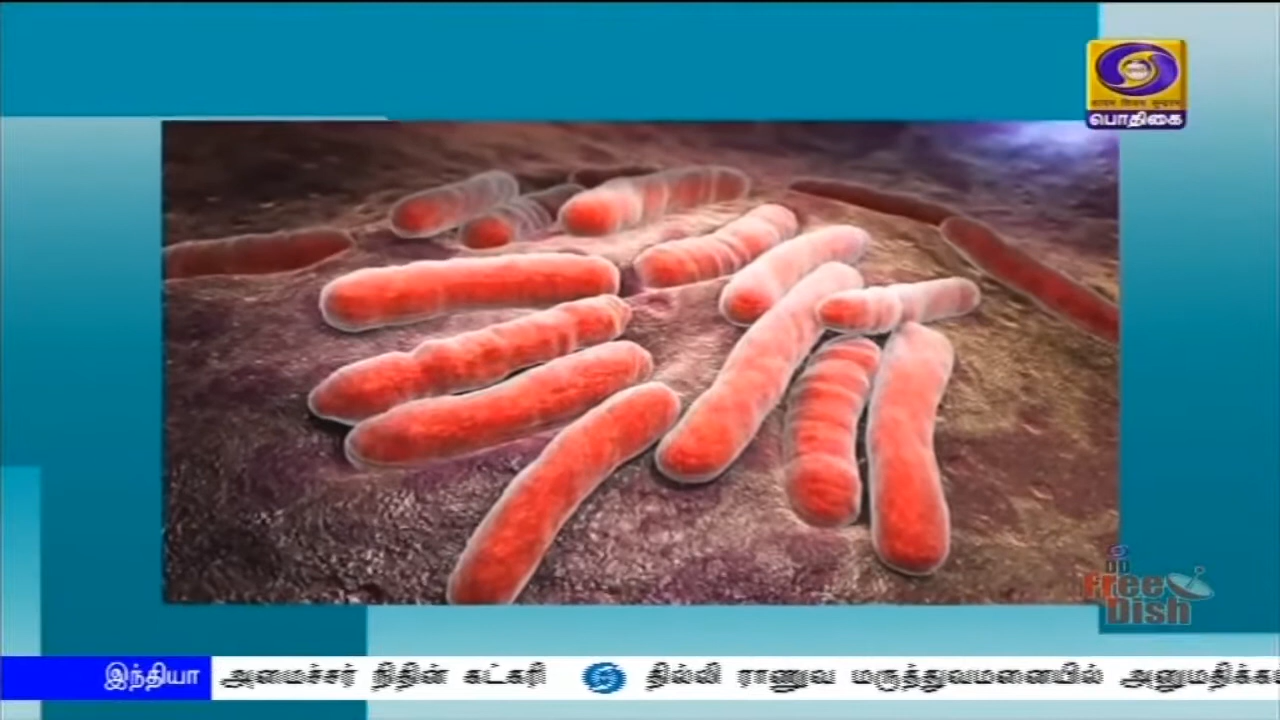 பொதிகை
DD
Free
Dish
இந்தியா
அமைச்சர் நிதின் கட்கரி தில்லி ராணுவ மருத்துவமனையில் அனுமதிக்க